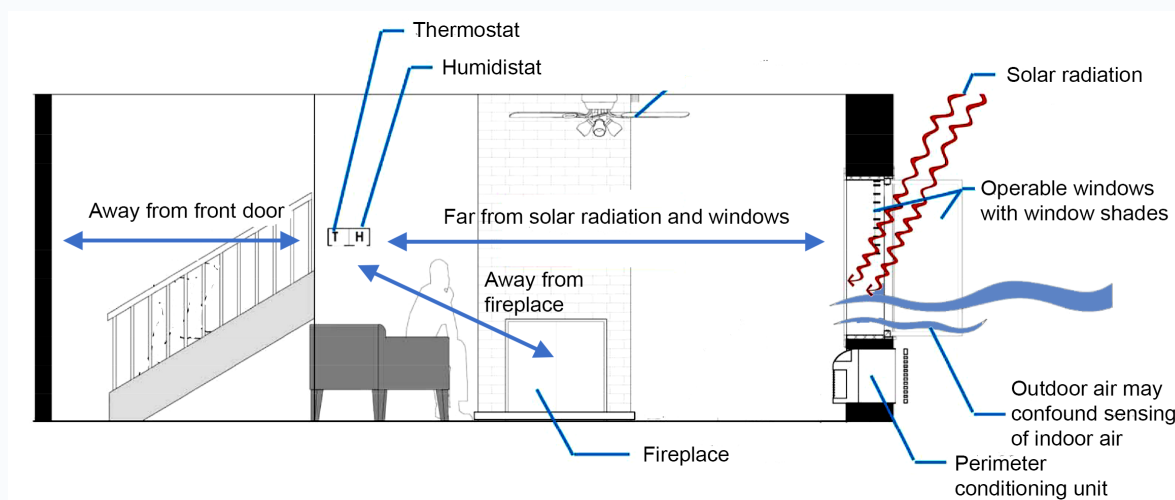 Thermostat
Humidistat
Solar radiation
Away from front door
Far from solar radiation and windows
Operable windows
with window shades
T H
Away from
fireplace
Outdoor air may
confound sensing
of indoor air
Fireplace
Perimeter
conditioning unit